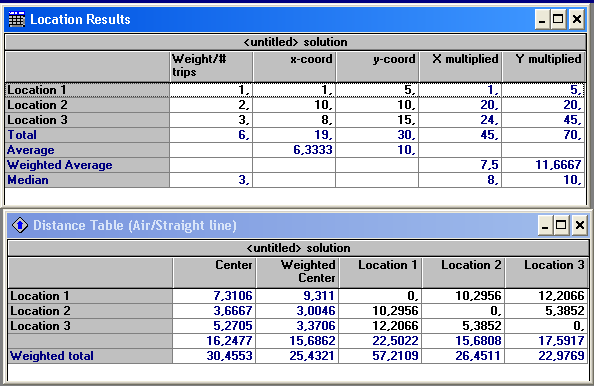 Location Results
<untitled> solution
Weight/# trips x-coord y-coord X multiplied Y multiplied
Location 1 1, 1, 5, 1, 5,
Location 2 2, 10, 10, 20, 20,
Location 3 3, 8, 15, 24, 45,
Total 6, 19, 30, 45, 70,
Average 6,3333 10,
Weighted Average 7,5 11,6667
Median 3, 8, 10,
Distance Table (Air/Straight line)
<untitled> solution
Center Weighted Center Location 1 Location 2 Location 3
Location 1 7,3106 9,311 0, 10,2956 12,2066
Location 2 3,6667 3,0046 10,2956 0, 5,3852
Location 3 5,2705 3,3706 12,2066 5,3852 0,
16,2477 15,6862 22,5022 15,6808 17,5917
Weighted total 30,4553 25,4321 57,2109 26,4511 22,9769